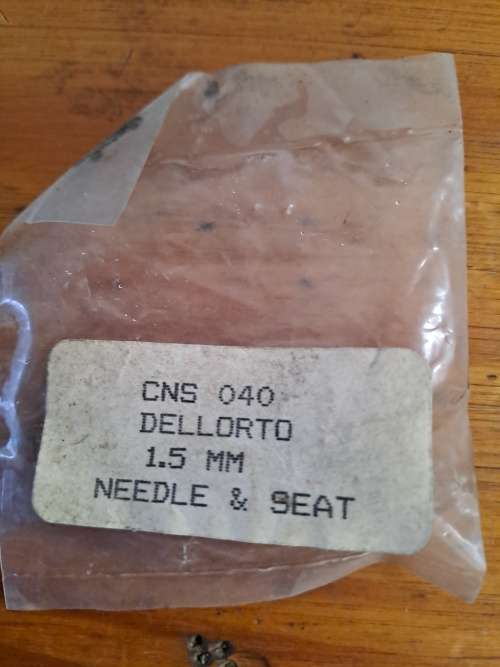 CNS 040
DELLORTO
1.5 MM
NEEDLE & SEAT